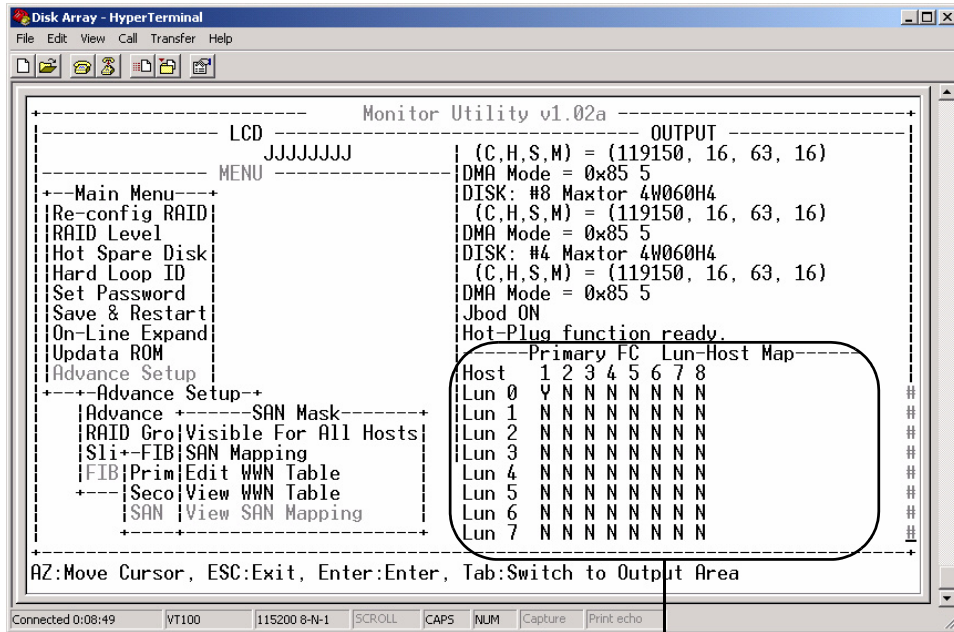 Disk Array - HyperTerminal
File Edit View Call Transfer Help
Monitor Utility v1.02a
LCD
JJJJJJJJ
MENU
+--Main Menu---+
Re-config RAID
RAID Level
Hot Spare Disk
Hard Loop ID
Set Password
Save & Restart
On-Line Expand
Updata ROM
Advance Setup
+--+-Advance Setup-+
Advance +------SAN Mask-------+
RAID Gro|Visible For All Hosts|
Sli+-FIB|SAN Mapping
FIB|Prim|Edit WWN Table
+---|Seco|View WWN Table
SAN |View SAN Mapping
OUTPUT
(C,H,S,M) = (119150, 16, 63, 16)
DMA Mode = 0x85 5
DISK: #8 Maxtor 4W060H4
(C,H,S,M) = (119150, 16, 63, 16)
DMA Mode = 0x85 5
DISK: #4 Maxtor 4W060H4
(C,H,S,M) = (119150, 16, 63, 16)
DMA Mode = 0x85 5
Jbod ON
Hot-Plug function ready.
------Primary FC Lun-Host Map------
Host 1 2 3 4 5 6 7 8
Lun 0 Y N N N N N N N #
Lun 1 N N N N N N N N #
Lun 2 N N N N N N N N #
Lun 3 N N N N N N N N #
Lun 4 N N N N N N N N #
Lun 5 N N N N N N N N #
Lun 6 N N N N N N N N #
Lun 7 N N N N N N N N #
AZ:Move Cursor, ESC:Exit, Enter:Enter, Tab:Switch to Output Area
Connected 0:08:49 VT100 115200 8-N-1 SCROLL CAPS NUM Capture Print echo